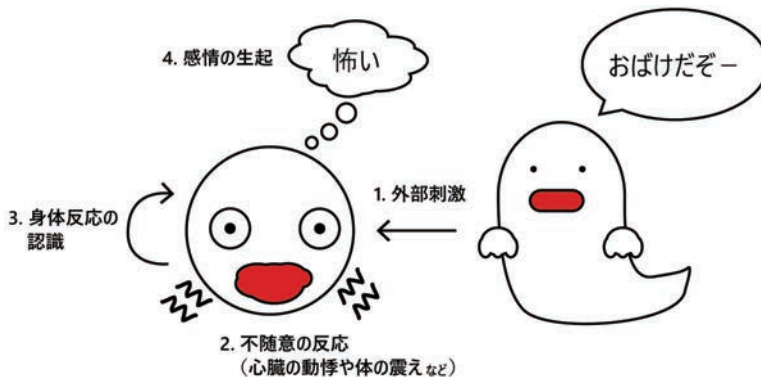 4. 感情の生起
怖い
おばけだぞー
1. 外部刺激
3. 身体反応の
認識
2. 不随意の反応
（心臓の動悸や体の震えなど）